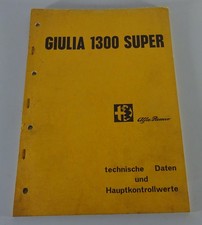 GIULIA 1300 SUPER
Alfa Romeo
technische Daten
und
Hauptkontrollwerte